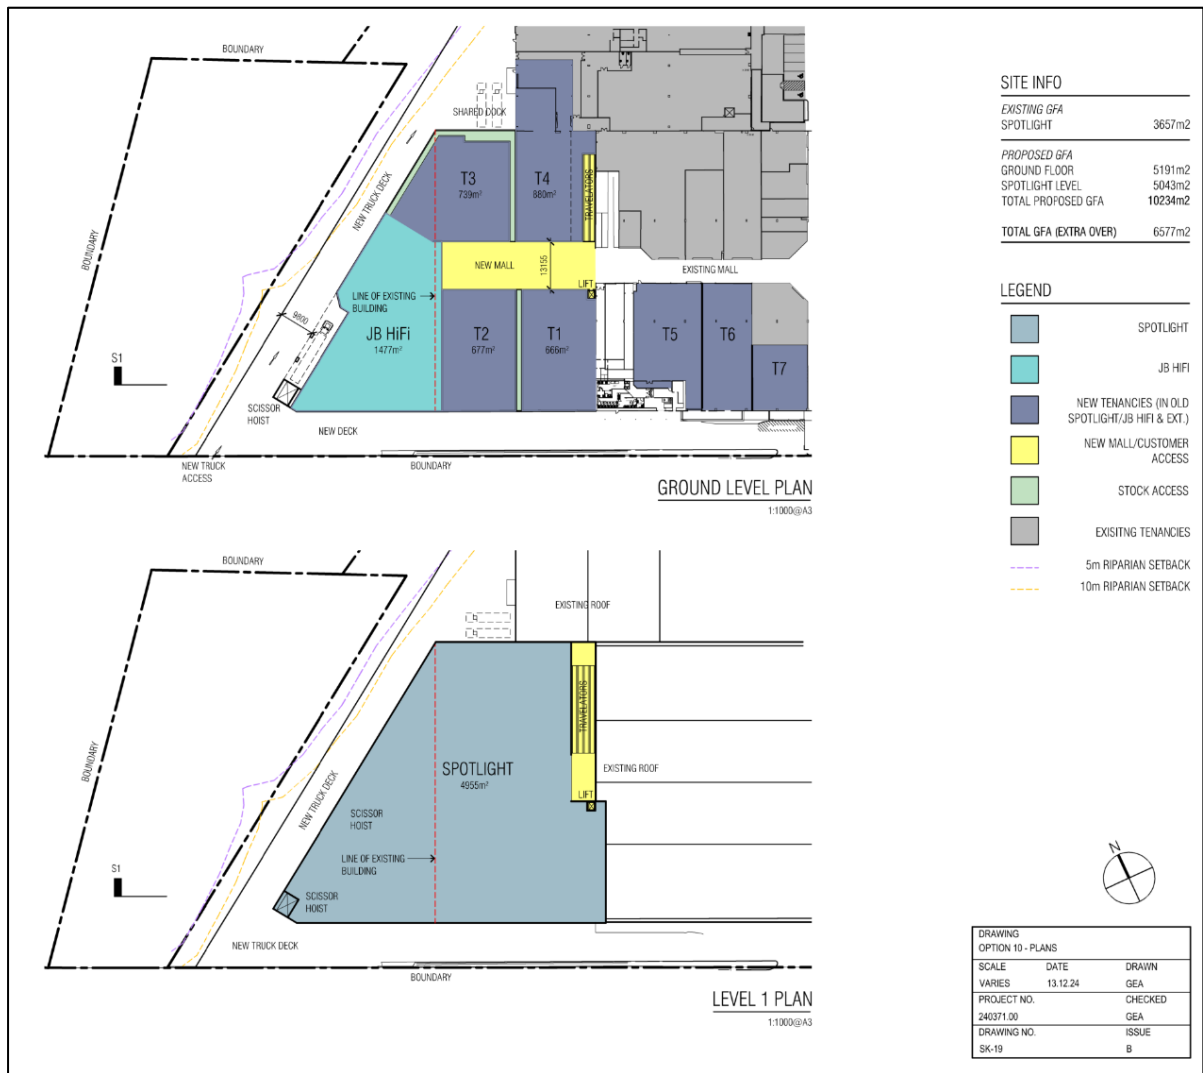 BOUNDARY
SHARED DOCK
NEW TRUCK DECK
BOUNDARY
T3
739m²
T4
880m²
TRAVELATORS
NEW MALL
13155
LIFT
EXISTING MALL
LINE OF EXISTING
BUILDING
9800
JB HiFi
1477m²
T2
677m²
T1
666m²
T5
T6
T7
S1
SCISSOR
HOIST
NEW DECK
NEW TRUCK
ACCESS
BOUNDARY
GROUND LEVEL PLAN
1:1000@A3
BOUNDARY
EXISTING ROOF
BOUNDARY
TRAVELATORS
SPOTLIGHT
4955m²
EXISTING ROOF
LIFT
NEW TRUCK DECK
SCISSOR
HOIST
LINE OF EXISTING
BUILDING
S1
SCISSOR
HOIST
NEW TRUCK DECK
BOUNDARY
LEVEL 1 PLAN
1:1000@A3
SITE INFO
EXISTING GFA
SPOTLIGHT 3657m2
PROPOSED GFA
GROUND FLOOR 5191m2
SPOTLIGHT LEVEL 5043m2
TOTAL PROPOSED GFA 10234m2
TOTAL GFA (EXTRA OVER) 6577m2
LEGEND
SPOTLIGHT
JB HIFI
NEW TENANCIES (IN OLD
SPOTLIGHT/JB HIFI & EXT.)
NEW MALL/CUSTOMER
ACCESS
STOCK ACCESS
EXISITNG TENANCIES
5m RIPARIAN SETBACK
10m RIPARIAN SETBACK
N
DRAWING
OPTION 10 - PLANS
SCALE DATE DRAWN
VARIES 13.12.24 GEA
PROJECT NO. CHECKED
240371.00 GEA
DRAWING NO. ISSUE
SK-19 B